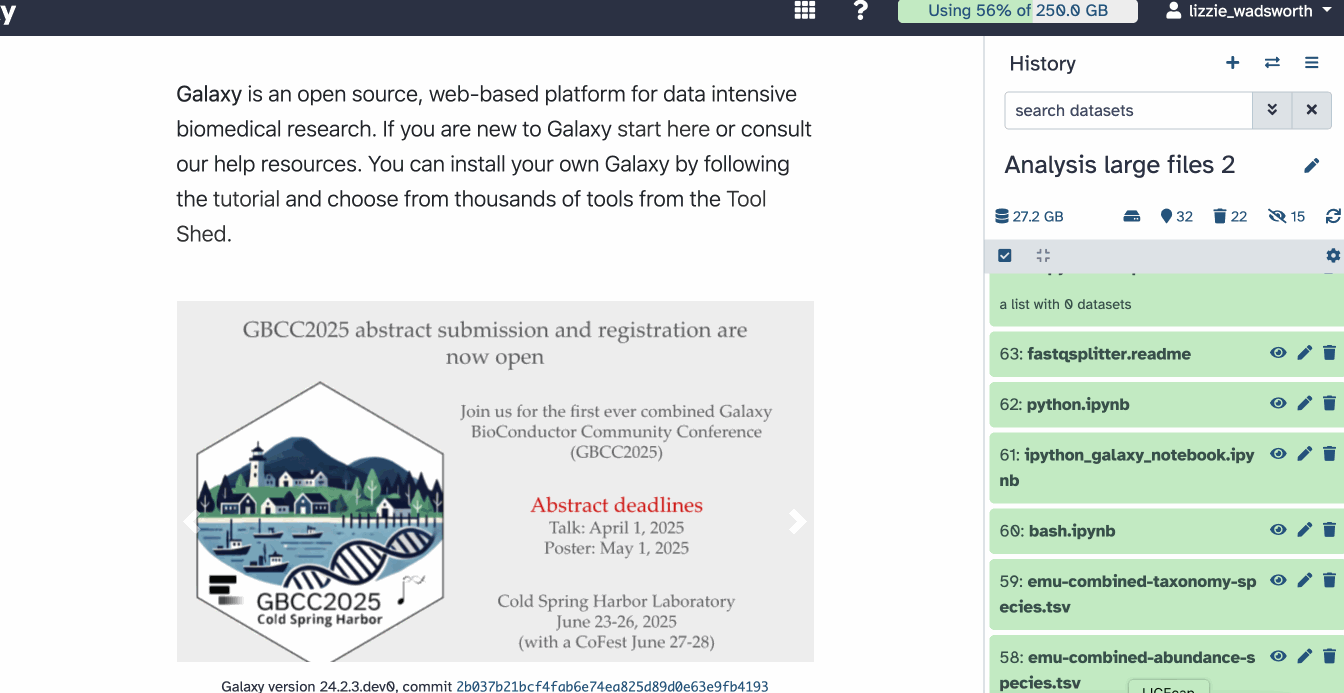 y
Using 56% of 250.0 GB
lizzie_wadsworth
Galaxy is an open source, web-based platform for data intensive
biomedical research. If you are new to Galaxy start here or consult
our help resources. You can install your own Galaxy by following
the tutorial and choose from thousands of tools from the Tool
Shed.
GBCC2025 abstract submission and registration are
now open
Join us for the first ever combined Galaxy
BioConductor Community Conference
(GBCC2025)
Abstract deadlines
Talk: April 1, 2025
Poster: May 1, 2025
GBCC2025
Cold Spring Harbor
Cold Spring Harbor Laboratory
June 23-26, 2025
(with a CoFest June 27-28)
Galaxy version 24.2.3.dev0, commit 2b037b21bcf4fab6e74ea825d89d0e63e9fb4193
History
search datasets
Analysis large files 2
27.2 GB
32
22
15
a list with 0 datasets
63: fastqsplitter.readme
62: python.ipynb
61: ipython_galaxy_notebook.ipy
nb
60: bash.ipynb
59: emu-combined-taxonomy-sp
ecies.tsv
58: emu-combined-abundance-s
pecies.tsv